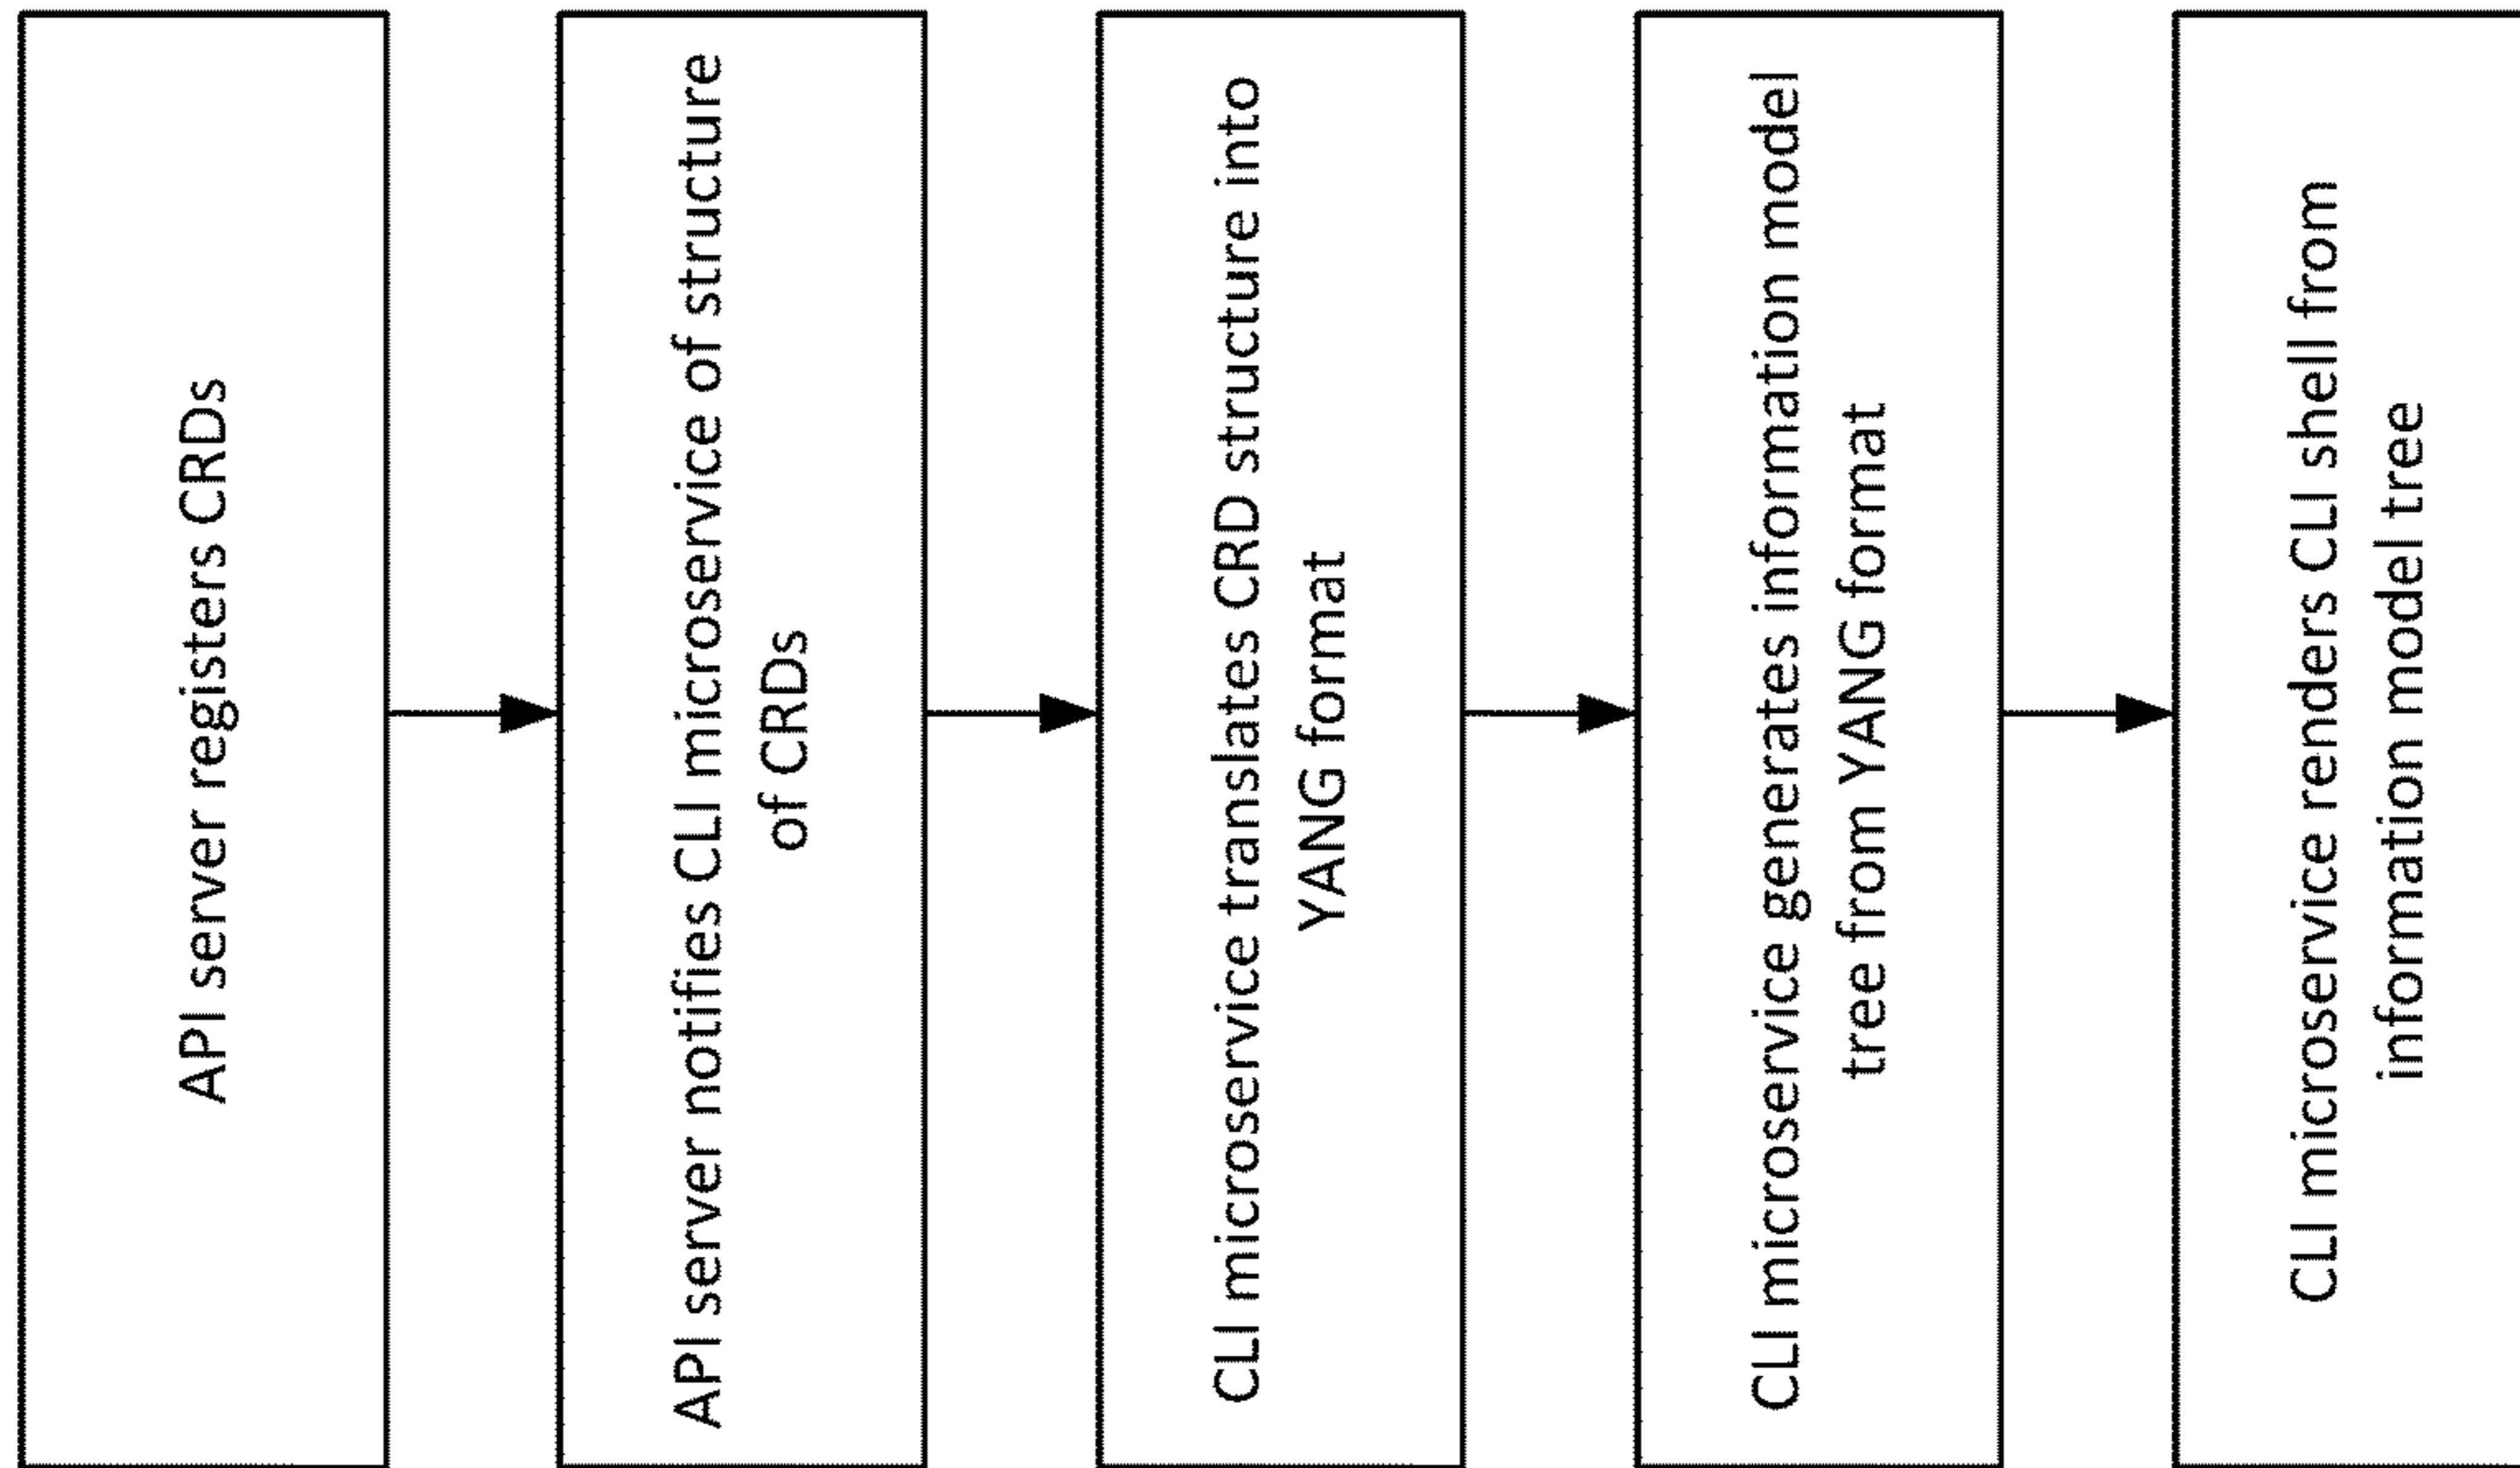 API server registers CRDs
API server notifies CLI microservice of structure
of CRDs
CLI microservice translates CRD structure into
YANG format
CLI microservice generates information model
tree from YANG format
CLI microservice renders CLI shell from
information model tree